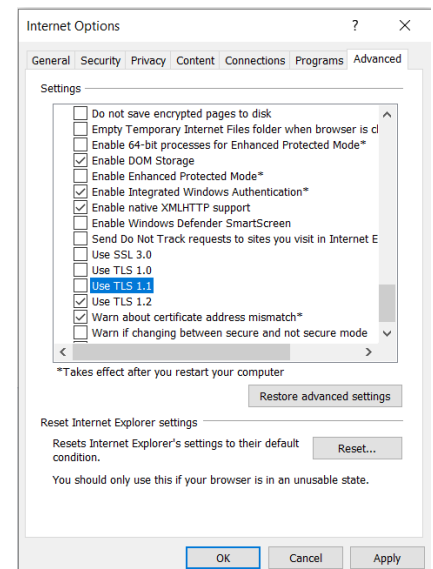 Internet Options
General Security Privacy Content Connections Programs Advanced
Settings
Do not save encrypted pages to disk
Empty Temporary Internet Files folder when browser is cl
Enable 64-bit processes for Enhanced Protected Mode*
Enable DOM Storage
Enable Enhanced Protected Mode*
Enable Integrated Windows Authentication*
Enable native XMLHTTP support
Enable Windows Defender SmartScreen
Send Do Not Track requests to sites you visit in Internet E
Use SSL 3.0
Use TLS 1.0
Use TLS 1.1
Use TLS 1.2
Warn about certificate address mismatch*
Warn if changing between secure and not secure mode
*Takes effect after you restart your computer
Restore advanced settings
Reset Internet Explorer settings
Resets Internet Explorer's settings to their default
condition.
Reset...
You should only use this if your browser is in an unusable state.
OK Cancel Apply